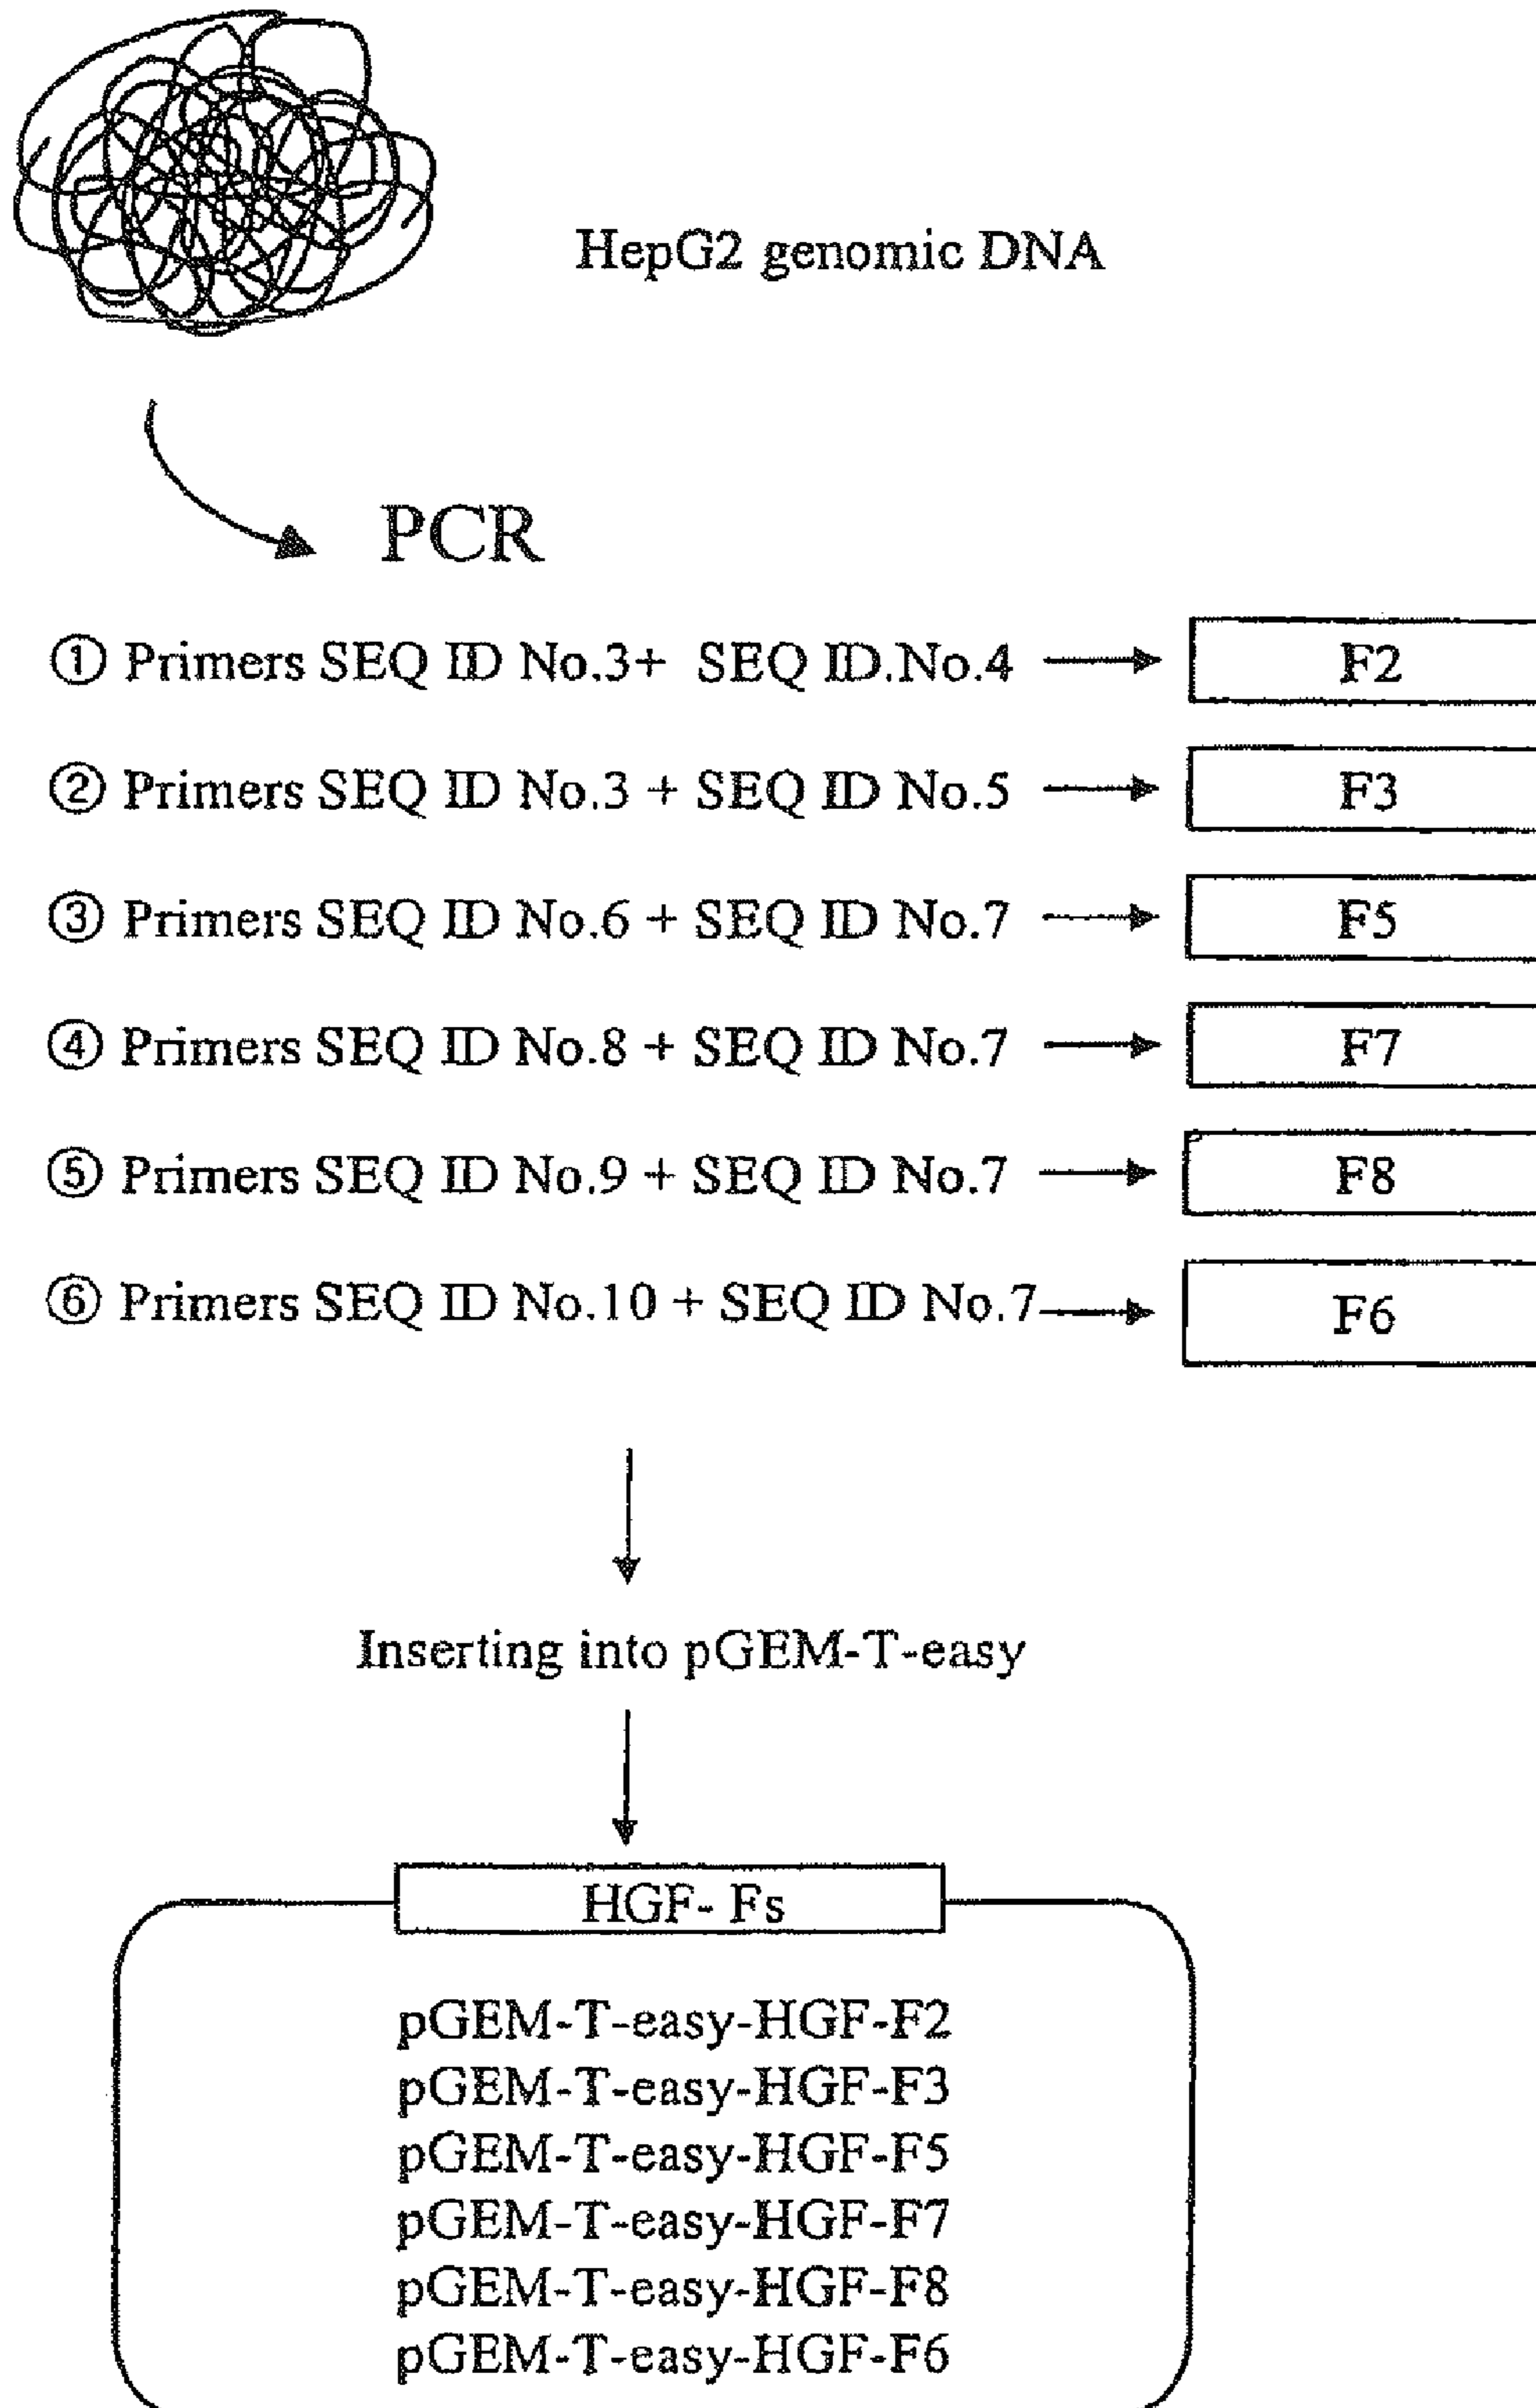 HepG2 genomic DNA
PCR
① Primers SEQ ID No.3+ SEQ ID.No.4
F2
② Primers SEQ ID No.3 + SEQ ID No.5
F3
③ Primers SEQ ID No.6 + SEQ ID No.7
F5
④ Primers SEQ ID No.8 + SEQ ID No.7
F7
⑤ Primers SEQ ID No.9 + SEQ ID No.7
F8
⑥ Primers SEQ ID No.10 + SEQ ID No.7
F6
Inserting into pGEM-T-easy
HGF- Fs
pGEM-T-easy-HGF-F2
pGEM-T-easy-HGF-F3
pGEM-T-easy-HGF-F5
pGEM-T-easy-HGF-F7
pGEM-T-easy-HGF-F8
pGEM-T-easy-HGF-F6